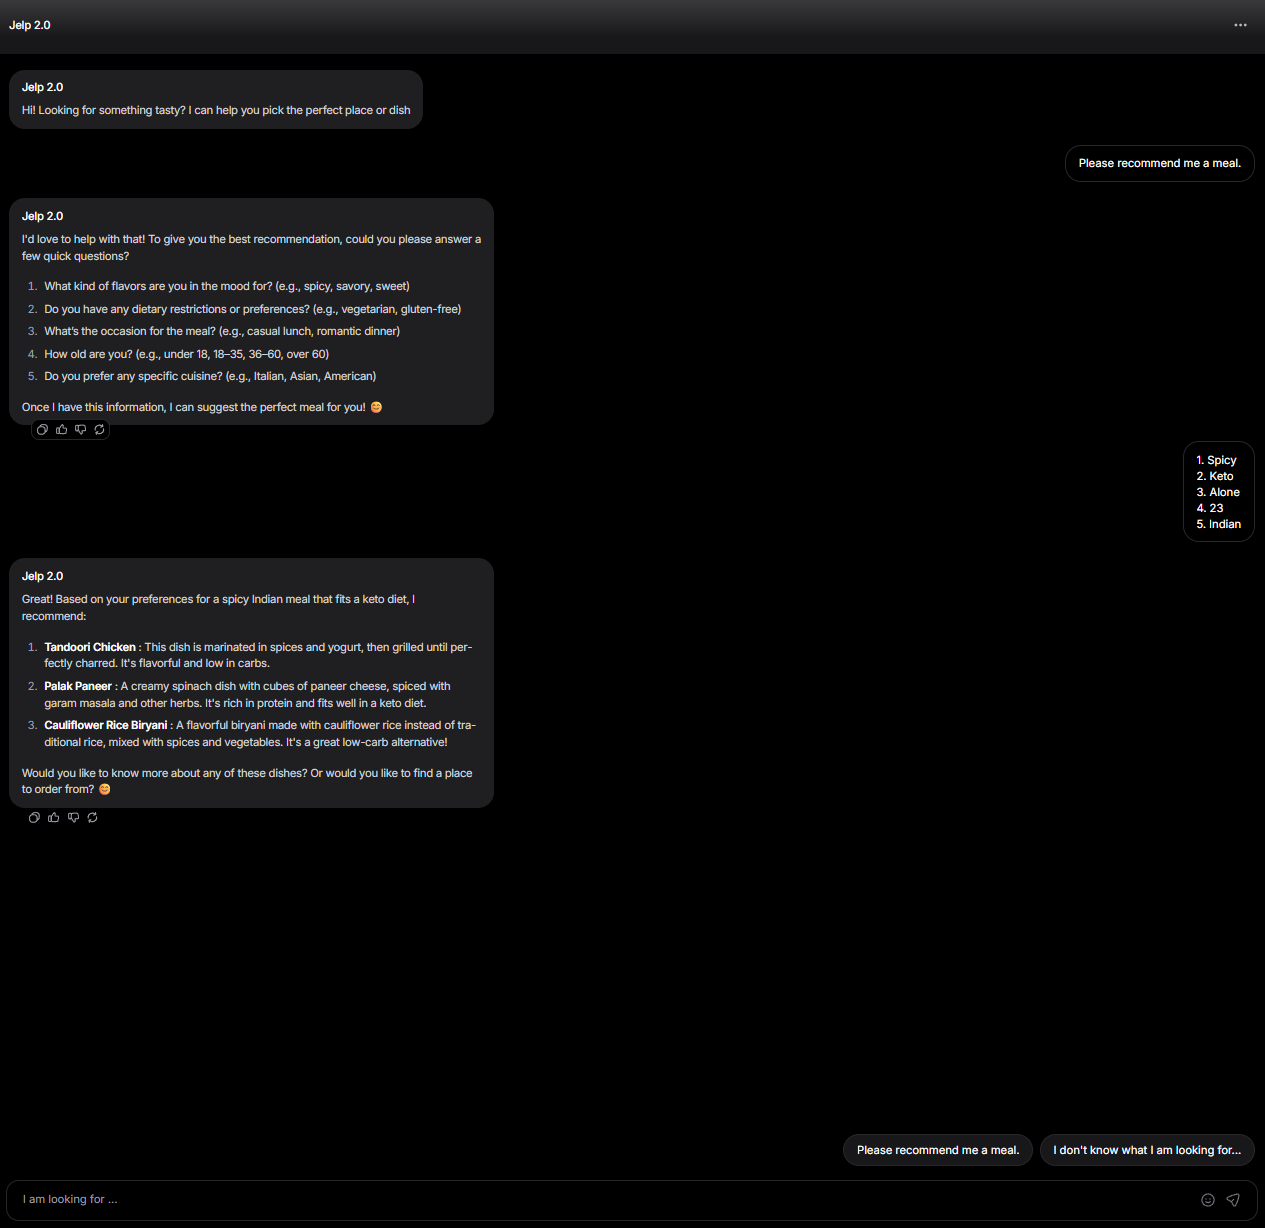 Jelp 2.0
Jelp 2.0
Hi! Looking for something tasty? I can help you pick the perfect place or dish
Please recommend me a meal.
Jelp 2.0
I'd love to help with that! To give you the best recommendation, could you please answer a
few quick questions?
1. What kind of flavors are you in the mood for? (e.g., spicy, savory, sweet)
2. Do you have any dietary restrictions or preferences? (e.g., vegetarian, gluten-free)
3. What's the occasion for the meal? (e.g., casual lunch, romantic dinner)
4. How old are you? (e.g., under 18, 18–35, 36–60, over 60)
5. Do you prefer any specific cuisine? (e.g., Italian, Asian, American)
Once I have this information, I can suggest the perfect meal for you! 😊
1. Spicy
2. Keto
3. Alone
4. 23
5. Indian
Jelp 2.0
Great! Based on your preferences for a spicy Indian meal that fits a keto diet, I
recommend:
1. Tandoori Chicken : This dish is marinated in spices and yogurt, then grilled until per-
fectly charred. It's flavorful and low in carbs.
2. Palak Paneer : A creamy spinach dish with cubes of paneer cheese, spiced with
garam masala and other herbs. It's rich in protein and fits well in a keto diet.
3. Cauliflower Rice Biryani : A flavorful biryani made with cauliflower rice instead of tra-
ditional rice, mixed with spices and vegetables. It's a great low-carb alternative!
Would you like to know more about any of these dishes? Or would you like to find a place
to order from? 😊
Please recommend me a meal.
I don't know what I am looking for...
I am looking for ...